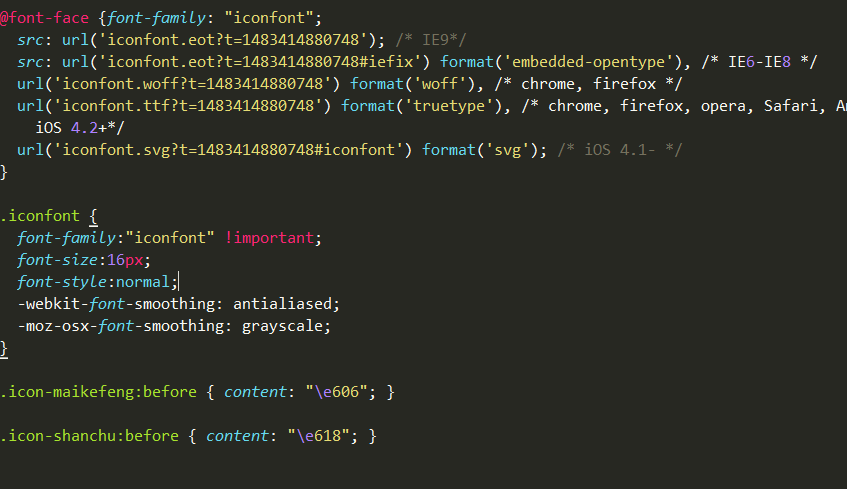 @font-face {font-family: "iconfont";
src: url('iconfont.eot?t=1483414880748'); /* IE9*/
src: url('iconfont.eot?t=1483414880748#iefix') format('embedded-opentype'), /* IE6-IE8 */
url('iconfont.woff?t=1483414880748') format('woff'), /* chrome, firefox */
url('iconfont.ttf?t=1483414880748') format('truetype'), /* chrome, firefox, opera, Safari,
iOS 4.2+*/
url('iconfont.svg?t=1483414880748#iconfont') format('svg'); /* iOS 4.1- */
}
.iconfont {
font-family:"iconfont" !important;
font-size:16px;
font-style:normal;
-webkit-font-smoothing: antialiased;
-moz-osx-font-smoothing: grayscale;
}
.icon-maikefeng:before { content: "\e606"; }
.icon-shanchu:before { content: "\e618"; }